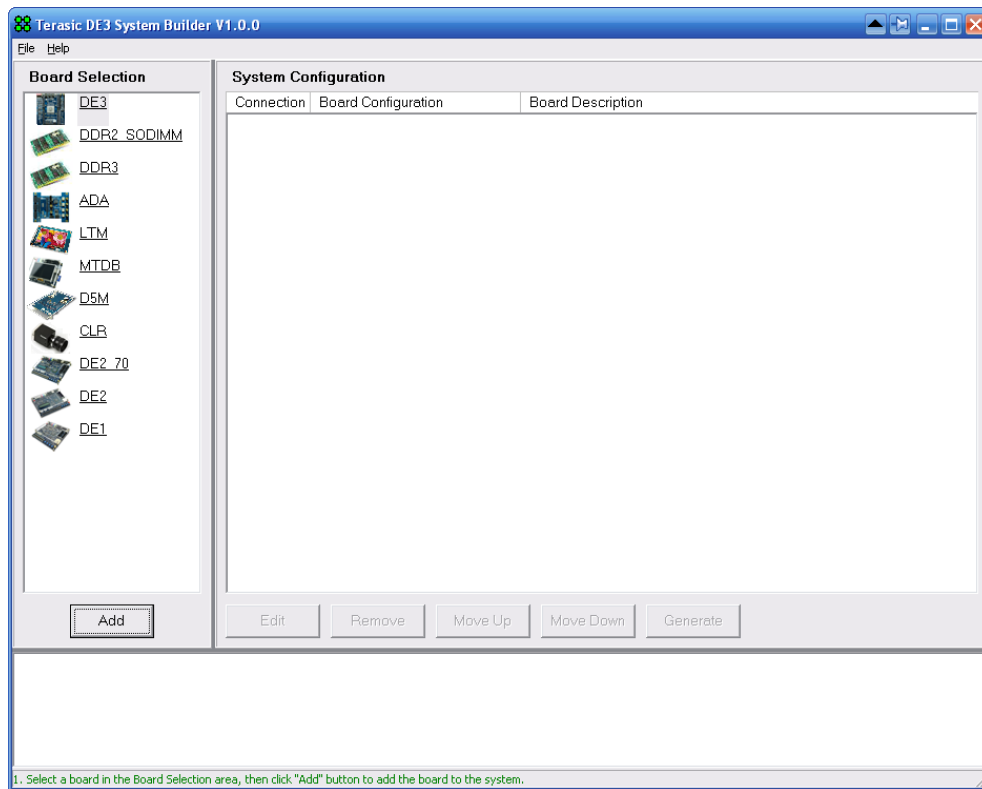 Terasic DE3 System Builder V1.0.0
File Help
Board Selection
DE3
DDR2_SODIMM
DDR3
ADA
LTM
MTDB
D5M
CLR
DE2_70
DE2
DE1
Add
System Configuration
Connection Board Configuration Board Description
Edit Remove Move Up Move Down Generate
1. Select a board in the Board Selection area, then click "Add" button to add the board to the system.